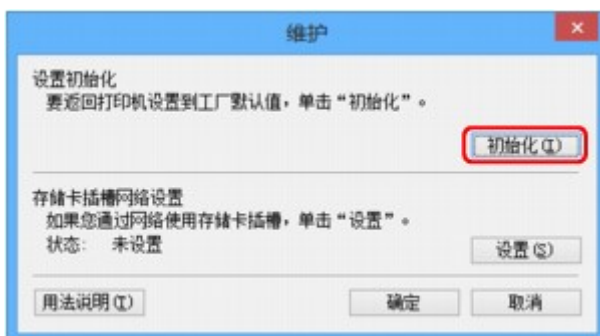 维护
设置初始化
要返回打印机设置到工厂默认值，单击“初始化”。
初始化(I)
存储卡插槽网络设置
如果您通过网络使用存储卡插槽，单击“设置”。
状态： 未设置
设置(S)
用法说明(I)
确定
取消